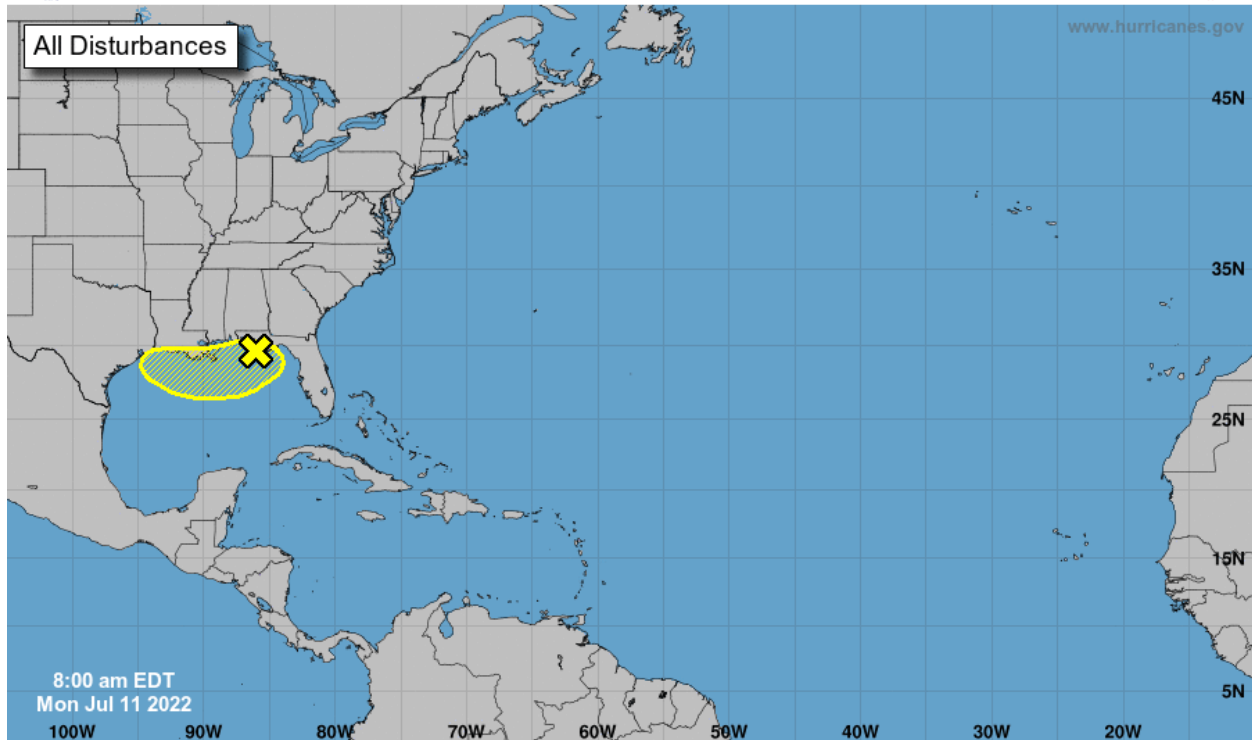 All Disturbances
www.hurricanes.gov
45N
35N
25N
15N
5N
8:00 am EDT
Mon Jul 11 2022
100W 90W 80W 70W 60W 50W 40W 30W 20W